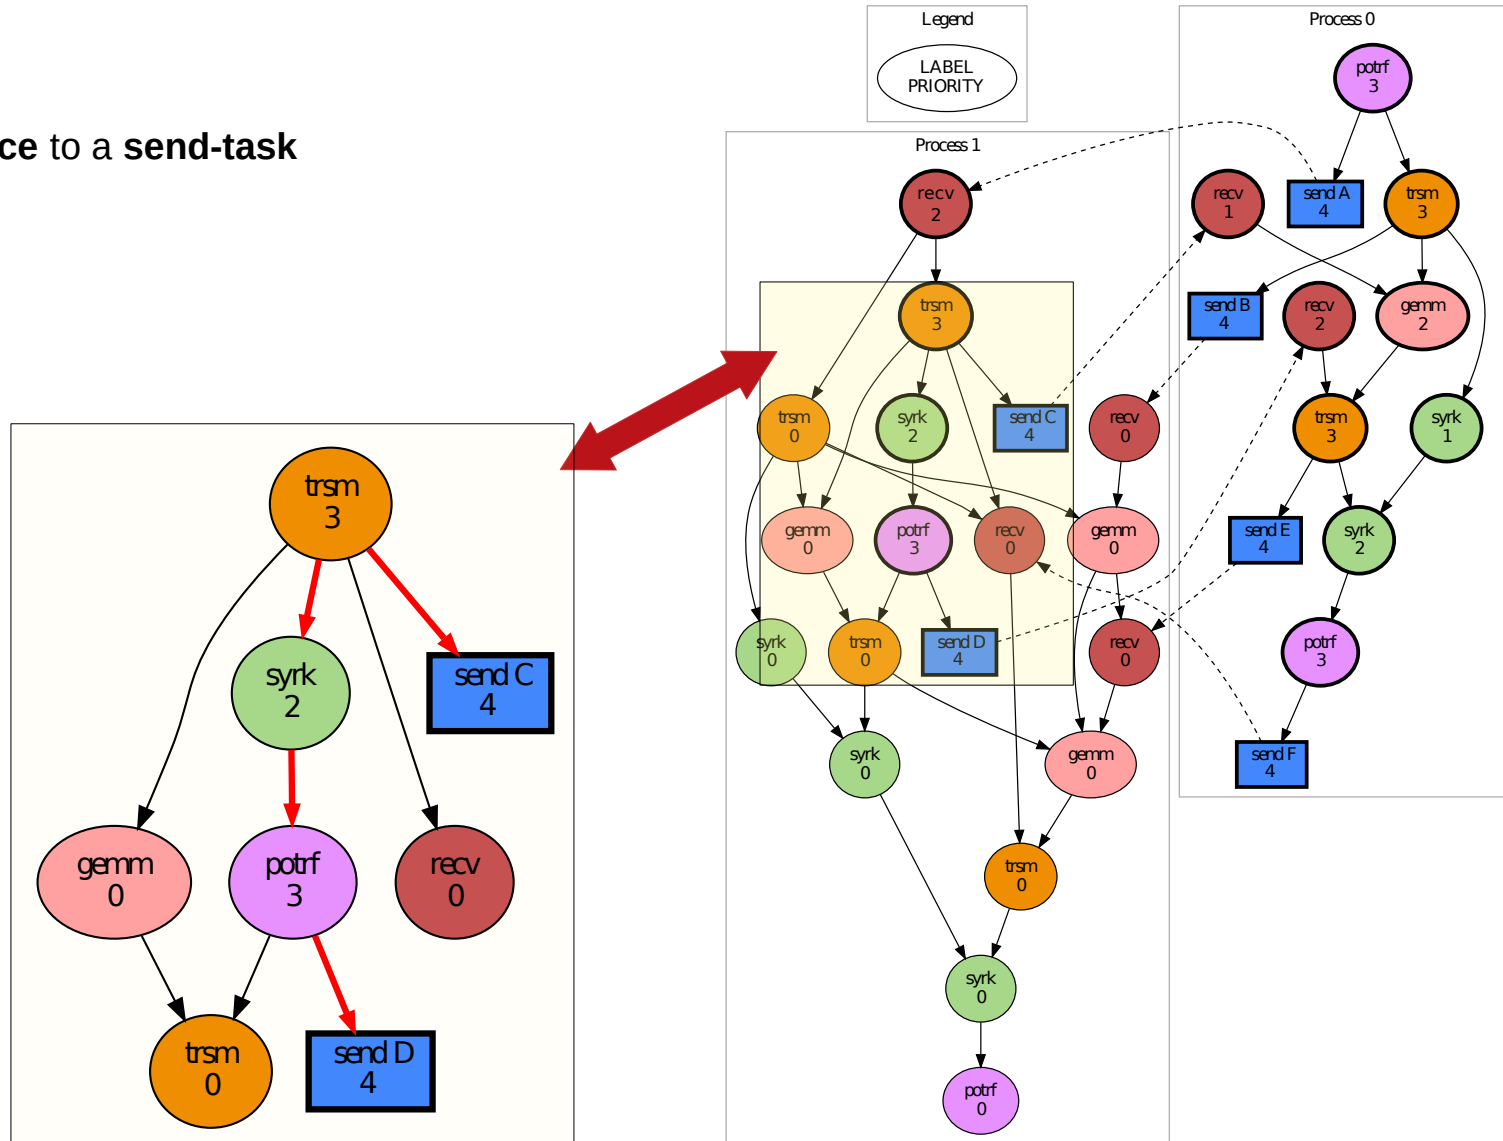 ce to a send-task
Legend
LABEL
PRIORITY
Process 0
potrf
3
recv
1
send A
4
trsm
3
send B
4
recv
2
gemm
2
trsm
3
syrk
1
send E
4
syrk
2
potrf
3
send F
4
Process 1
recv
2
trsm
3
trsm
0
syrk
2
send C
4
recv
0
gemm
0
potrf
3
recv
0
gemm
0
syrk
0
trsm
0
send D
4
recv
0
syrk
0
gemm
0
trsm
0
syrk
0
potrf
0
trsm
3
syrk
2
send C
4
gemm
0
potrf
3
recv
0
trsm
0
send D
4